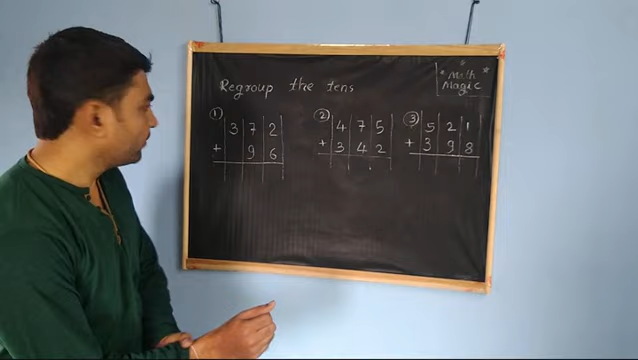 * Math *
Magic
Regroup the tens
① 3 7 2
+ 9 6
② 4 7 5
+ 3 4 2
③ 5 2 1
+ 3 9 8